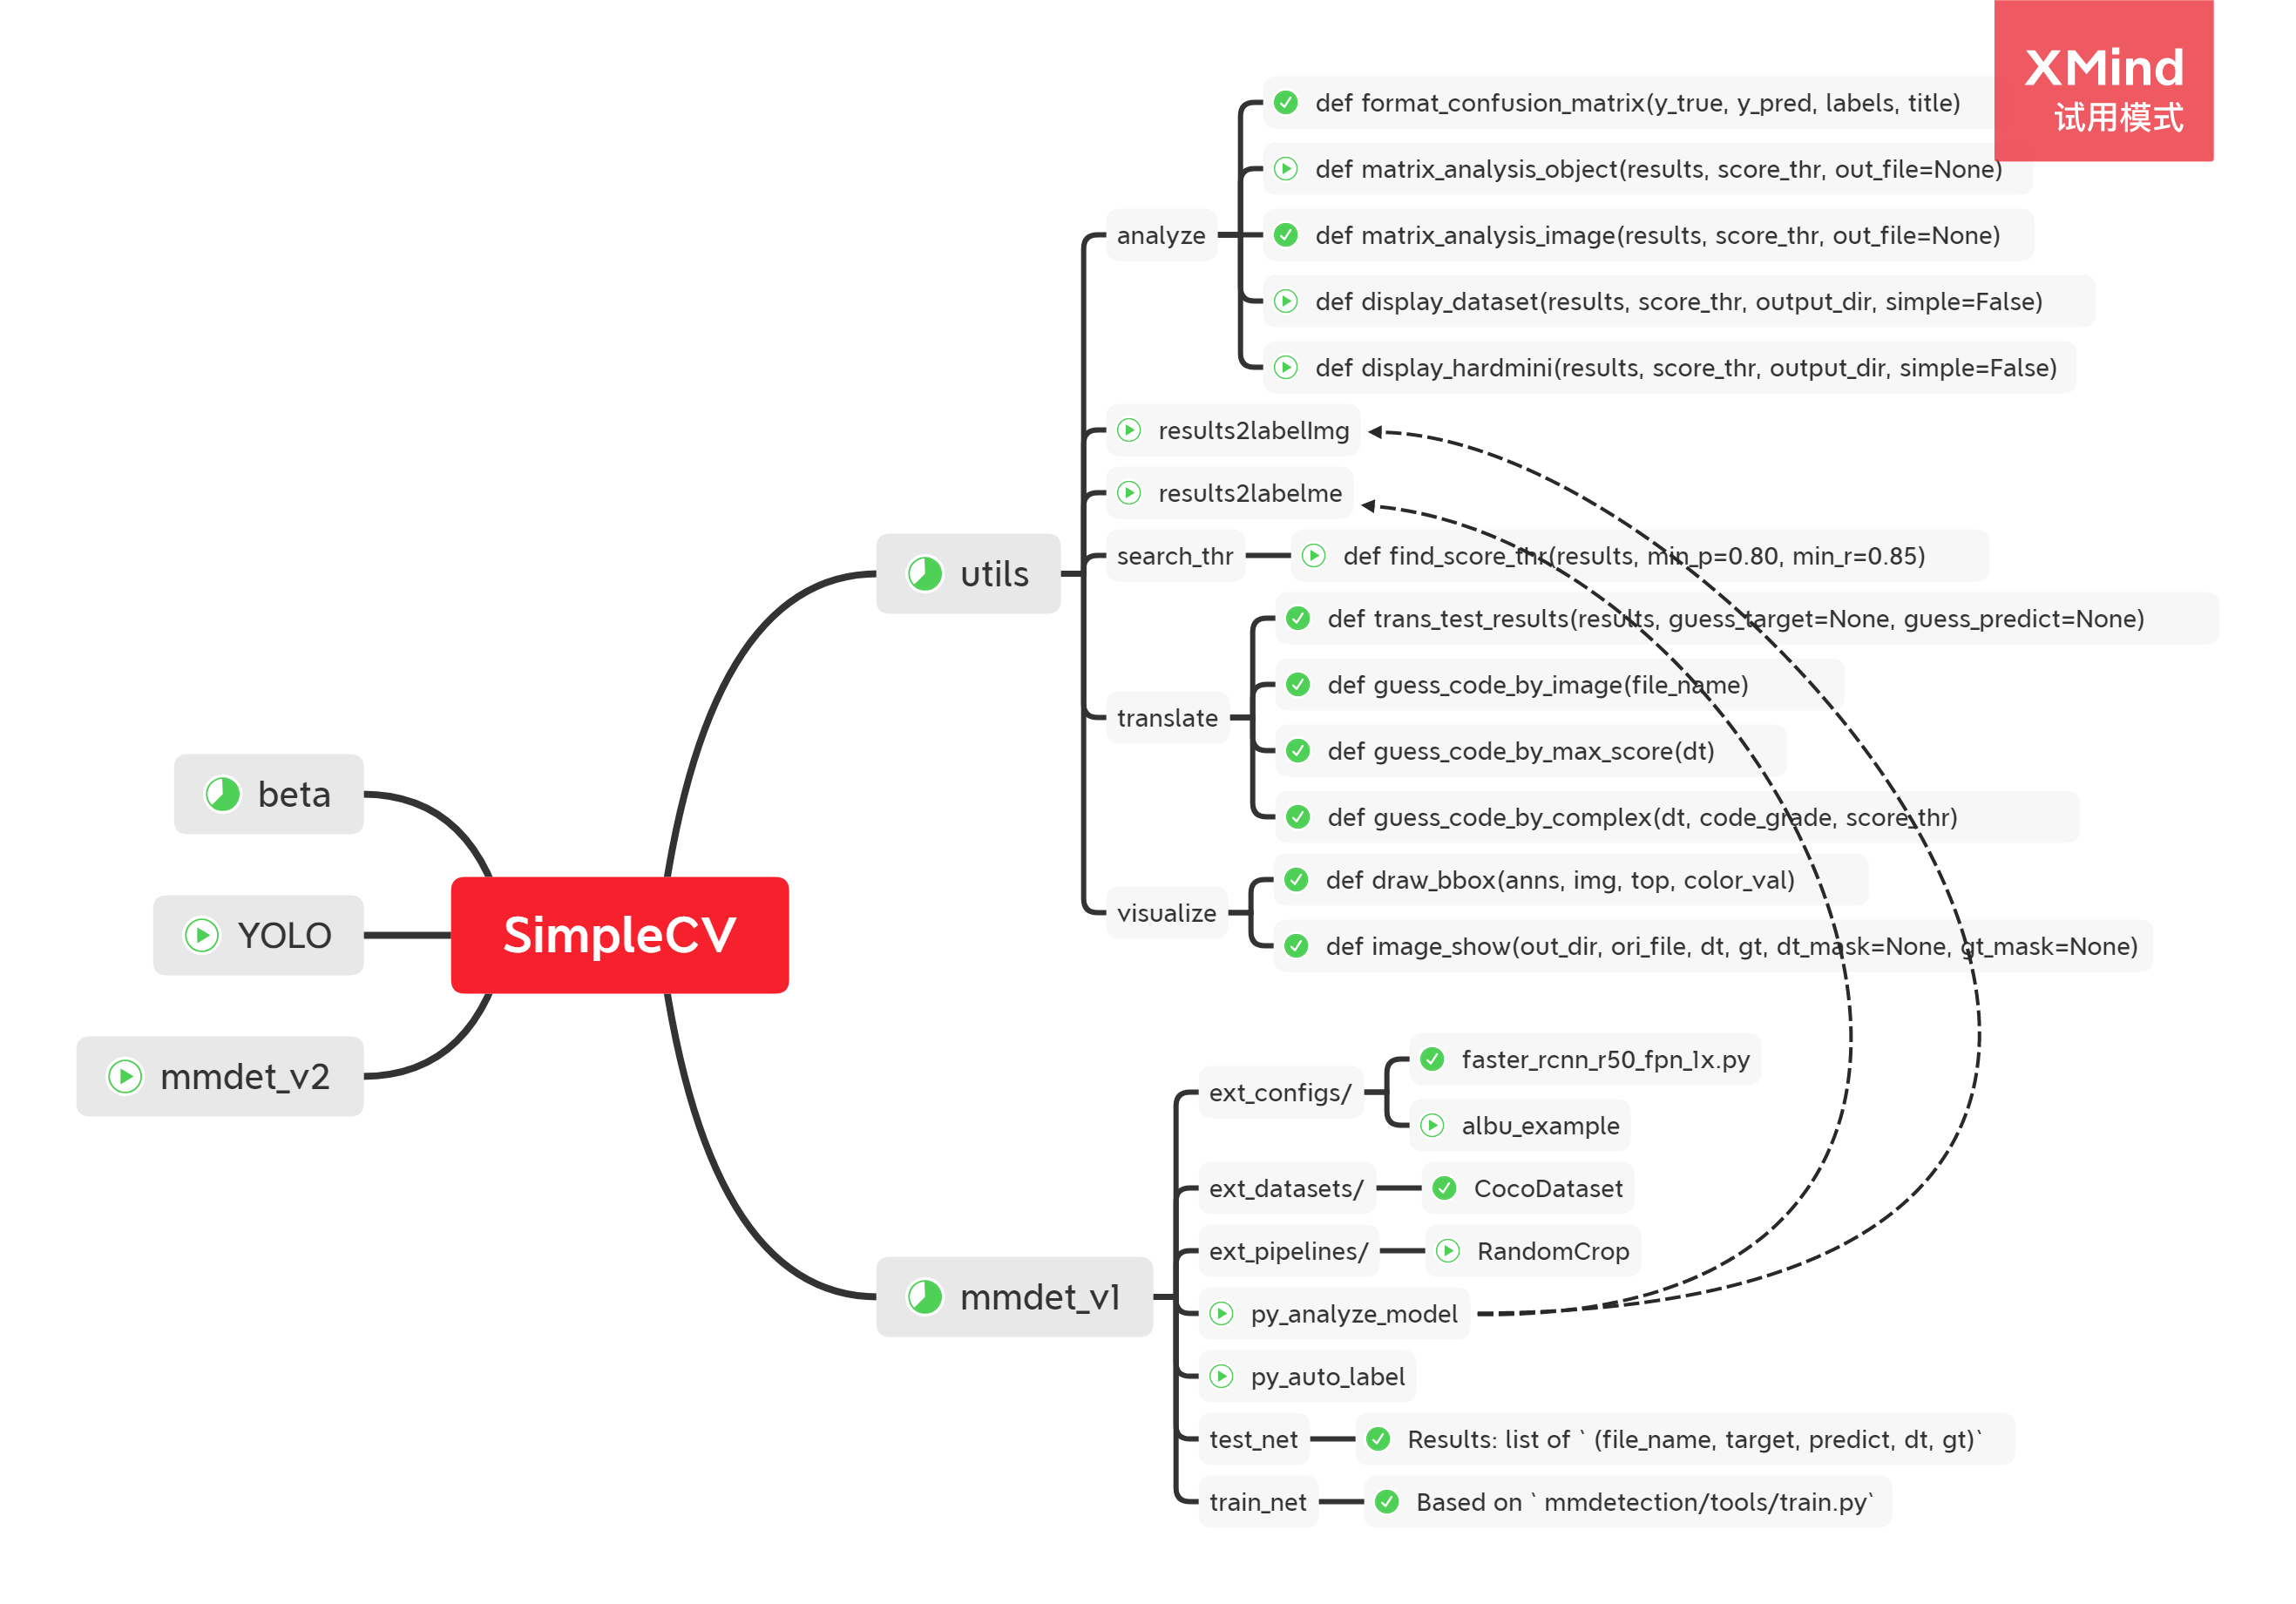 XMind
试用模式
def format_confusion_matrix(y_true, y_pred, labels, title)
def matrix_analysis_object(results, score_thr, out_file=None)
analyze
def matrix_analysis_image(results, score_thr, out_file=None)
def display_dataset(results, score_thr, output_dir, simple=False)
def display_hardmini(results, score_thr, output_dir, simple=False)
results2labelImg
results2labelme
utils
search_thr
def find_score_thr(results, min_p=0.80, min_r=0.85)
def trans_test_results(results, guess_target=None, guess_predict=None)
def guess_code_by_image(file_name)
translate
def guess_code_by_max_score(dt)
def guess_code_by_complex(dt, code_grade, score_thr)
def draw_bbox(anns, img, top, color_val)
visualize
def image_show(out_dir, ori_file, dt, gt, dt_mask=None, gt_mask=None)
beta
YOLO
SimpleCV
mmdet_v2
mmdet_v1
ext_configs/
faster_rcnn_r50_fpn_1x.py
albu_example
ext_datasets/
CocoDataset
ext_pipelines/
RandomCrop
py_analyze_model
py_auto_label
test_net
Results: list of ` (file_name, target, predict, dt, gt)`
train_net
Based on ` mmdetection/tools/train.py`